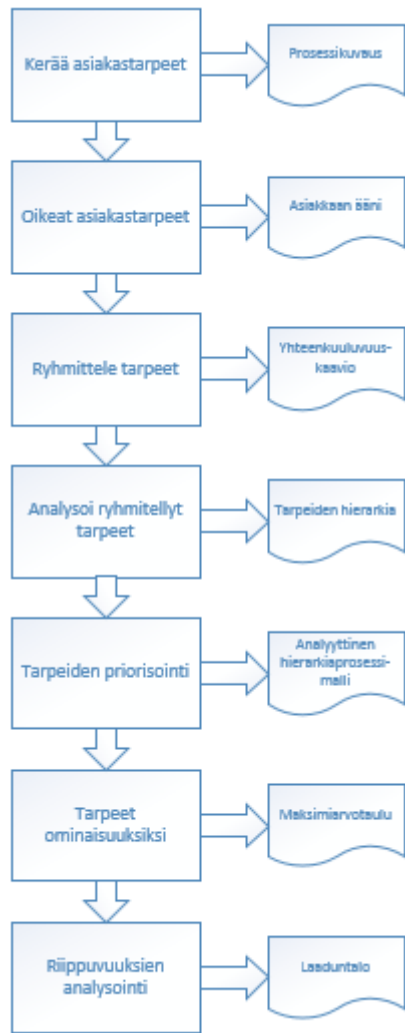 Kerää asiakastarpeet
Prosessikuvaus
Oikeat asiakastarpeet
Asiakkaan ääni
Ryhmittele tarpeet
Yhteenkuuluvuus-
kaavio
Analysoi ryhmitellyt
tarpeet
Tarpeiden hierarkia
Tarpeiden priorisointi
Analyyttinen
hierarkiaprosessi-
malli
Tarpeet
ominaisuuksiksi
Maksimiarvotaulu
Riippuvuuksien
analysointi
Laaduntalo